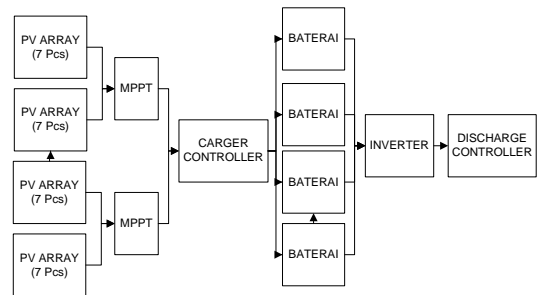 PV ARRAY
(7 Pcs)
PV ARRAY
(7 Pcs)
PV ARRAY
(7 Pcs)
PV ARRAY
(7 Pcs)
MPPT
MPPT
CARGER
CONTROLLER
BATERAI
BATERAI
BATERAI
BATERAI
INVERTER
DISCHARGE
CONTROLLER